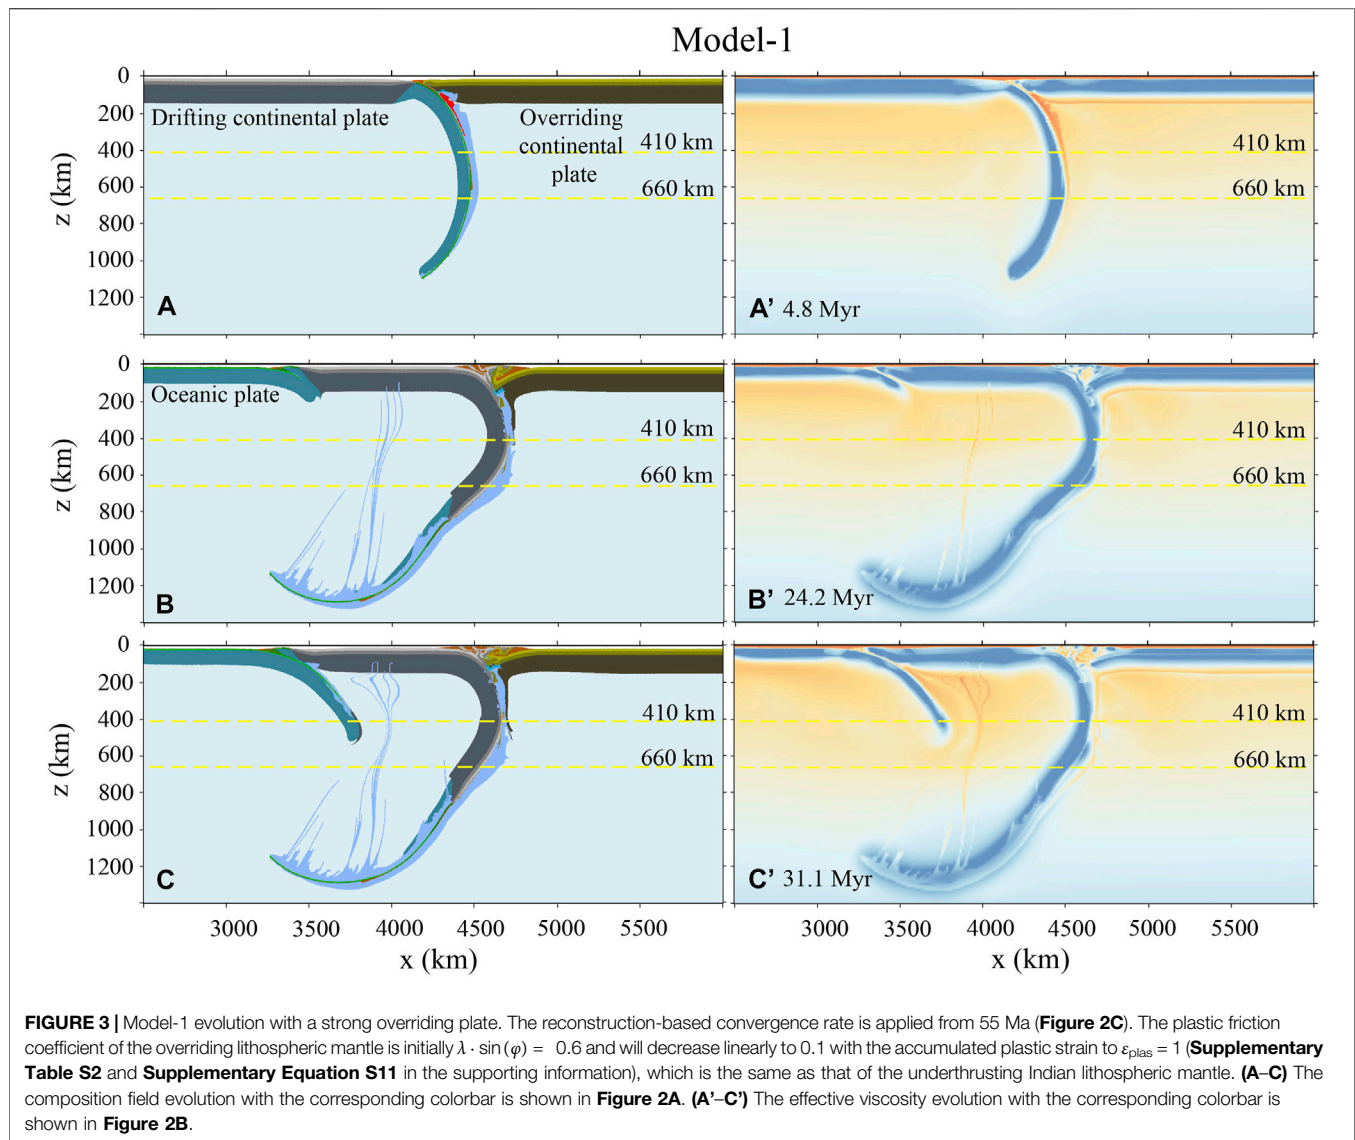 Model-1
0
200
400
600
800
1000
1200
z (km)
Drifting continental plate
Overriding
continental
plate
410 km
660 km
A
410 km
660 km
A’ 4.8 Myr
0
200
400
600
800
1000
1200
z (km)
Oceanic plate
410 km
660 km
B
410 km
660 km
B’ 24.2 Myr
0
200
400
600
800
1000
1200
z (km)
410 km
660 km
C
410 km
660 km
C’ 31.1 Myr
3000 3500 4000 4500 5000 5500
x (km)
3000 3500 4000 4500 5000 5500
x (km)
FIGURE 3 | Model-1 evolution with a strong overriding plate. The reconstruction-based convergence rate is applied from 55 Ma (Figure 2C). The plastic friction
coefficient of the overriding lithospheric mantle is initially λ · sin(φ) = 0.6 and will decrease linearly to 0.1 with the accumulated plastic strain to εplas = 1 (Supplementary
Table S2 and Supplementary Equation S11 in the supporting information), which is the same as that of the underthrusting Indian lithospheric mantle. (A–C) The
composition field evolution with the corresponding colorbar is shown in Figure 2A. (A’–C’) The effective viscosity evolution with the corresponding colorbar is
shown in Figure 2B.